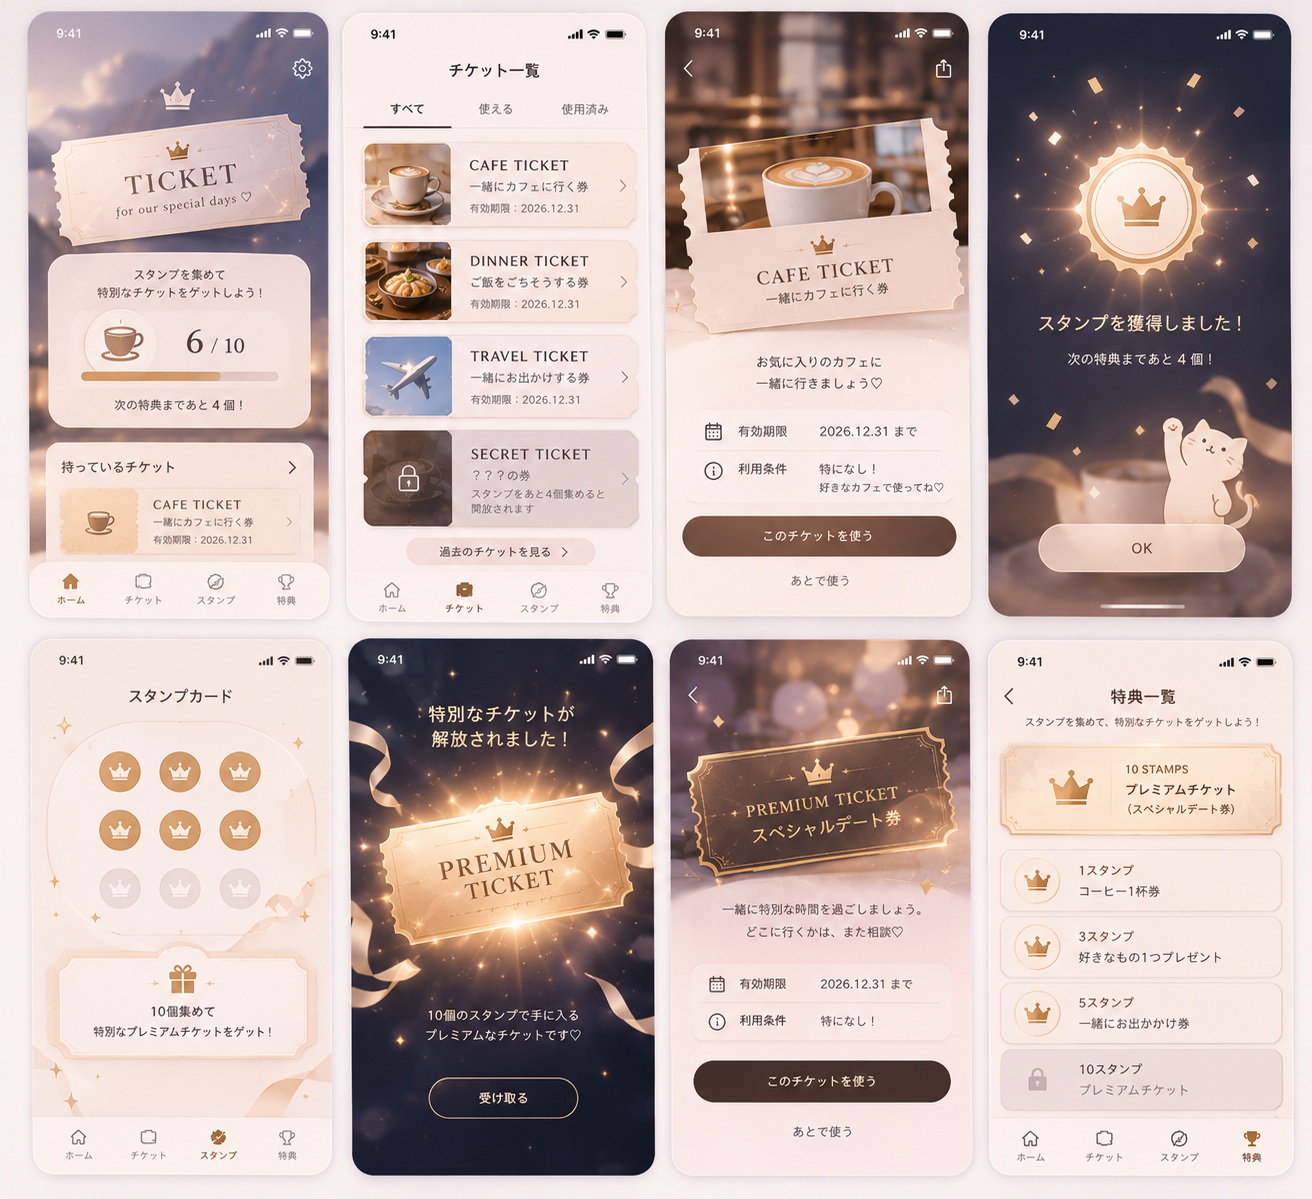 9:41
TICKET
for our special days ♡
スタンプを集めて
特別なチケットをゲットしよう！
6 / 10
次の特典まであと 4 個！
持っているチケット
CAFE TICKET
一緒にカフェに行く券
有効期限：2026.12.31
ホーム
チケット
スタンプ
特典
9:41
チケット一覧
すべて
使える
使用済み
CAFE TICKET
一緒にカフェに行く券
有効期限：2026.12.31
DINNER TICKET
ご飯をごちそうする券
有効期限：2026.12.31
TRAVEL TICKET
一緒にお出かけする券
有効期限：2026.12.31
SECRET TICKET
？？？の券
スタンプをあと4個集めると
開放されます
過去のチケットを見る
ホーム
チケット
スタンプ
特典
9:41
CAFE TICKET
一緒にカフェに行く券
お気に入りのカフェに
一緒に行きましょう♡
有効期限 2026.12.31 まで
利用条件 特になし！
好きなカフェで使ってね♡
このチケットを使う
あとで使う
9:41
スタンプを獲得しました！
次の特典まであと 4 個！
OK
9:41
スタンプカード
10個集めて
特別なプレミアムチケットをゲット！
ホーム
チケット
スタンプ
特典
9:41
特別なチケットが
解放されました！
PREMIUM
TICKET
10個のスタンプで手に入る
プレミアムなチケットです♡
受け取る
9:41
PREMIUM TICKET
スペシャルデート券
一緒に特別な時間を過ごしましょう。
どこに行くかは、また相談♡
有効期限 2026.12.31 まで
利用条件 特になし！
このチケットを使う
あとで使う
9:41
特典一覧
スタンプを集めて、特別なチケットをゲットしよう！
10 STAMPS
プレミアムチケット
（スペシャルデート券）
1スタンプ
コーヒー1杯券
3スタンプ
好きなもの1つプレゼント
5スタンプ
一緒にお出かかけ券
10スタンプ
プレミアムチケット
ホーム
チケット
スタンプ
特典